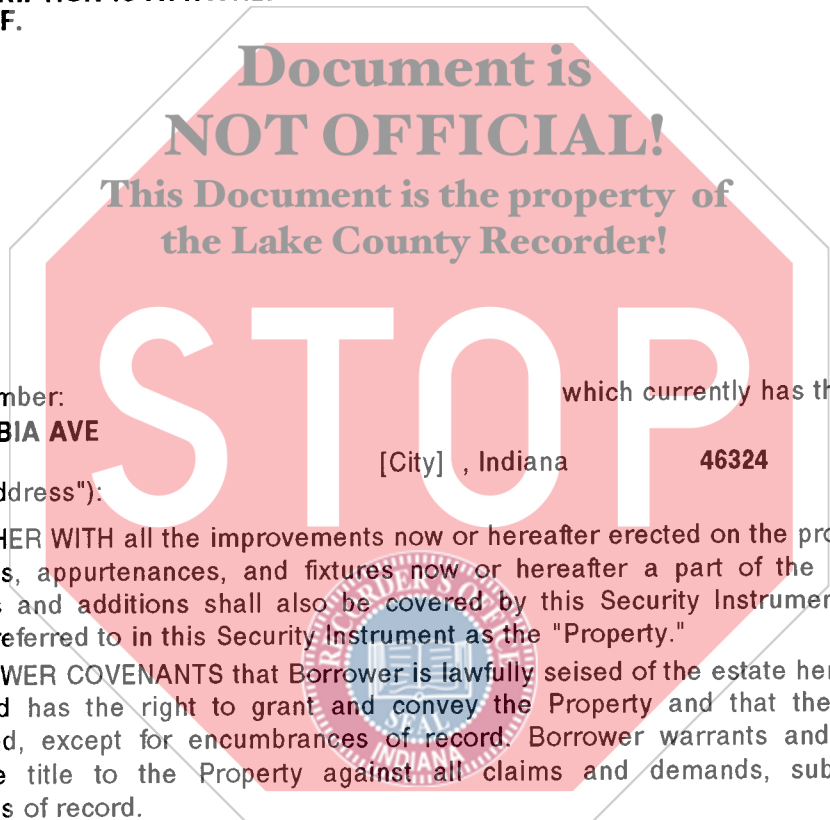 F.
Document is
NOT OFFICIAL!
This Document is the property of
the Lake County Recorder!
STOP
mber:
which currently has th
BIA AVE
[City] , Indiana 46324
ddress"):
HER WITH all the improvements now or hereafter erected on the pro
s, appurtenances, and fixtures now or hereafter a part of the
s and additions shall also be covered by this Security Instrumen
eferred to in this Security Instrument as the "Property."
WER COVENANTS that Borrower is lawfully seised of the estate her
d has the right to grant and convey the Property and that the
d, except for encumbrances of record. Borrower warrants and
e title to the Property against all claims and demands, sub
s of record.
RECORDER'S OFFICE
SEAL
INDIANA